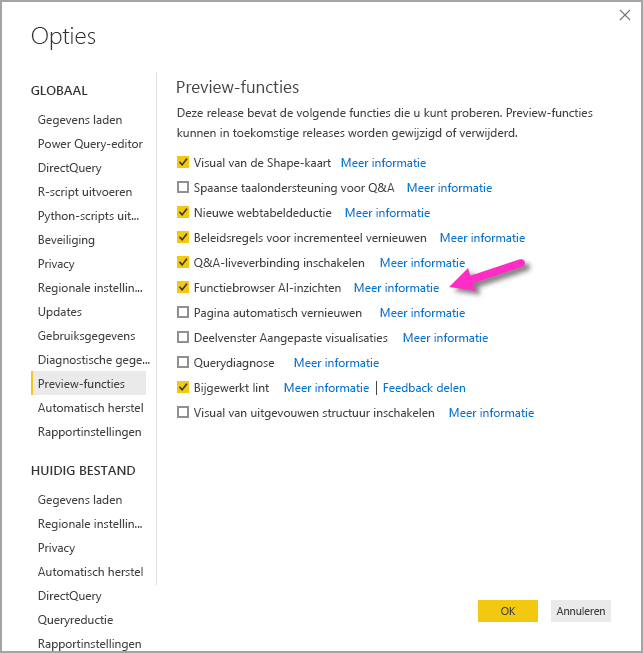 Opties
GLOBAAL
Gegevens laden
Power Query-editor
DirectQuery
R-script uitvoeren
Python-scripts uit...
Beveiliging
Privacy
Regionale instellin...
Updates
Gebruiksgegevens
Diagnostische gege...
Preview-functies
Automatisch herstel
Rapportinstellingen
HUIDIG BESTAND
Gegevens laden
Regionale instellin...
Privacy
Automatisch herstel
DirectQuery
Queryreductie
Rapportinstellingen
Preview-functies
Deze release bevat de volgende functies die u kunt proberen. Preview-functies
kunnen in toekomstige releases worden gewijzigd of verwijderd.
Visual van de Shape-kaart Meer informatie
Spaanse taalondersteuning voor Q&A Meer informatie
Nieuwe webtabeldeductie Meer informatie
Beleidsregels voor incrementeel vernieuwen Meer informatie
Q&A-liveverbinding inschakelen Meer informatie
Functiebrowser AI-inzichten Meer informatie
Pagina automatisch vernieuwen Meer informatie
Deelvenster Aangepaste visualisaties Meer informatie
Querydiagnose Meer informatie
Bijgewerkt lint Meer informatie | Feedback delen
Visual van uitgevouwen structuur inschakelen Meer informatie
OK Annuleren